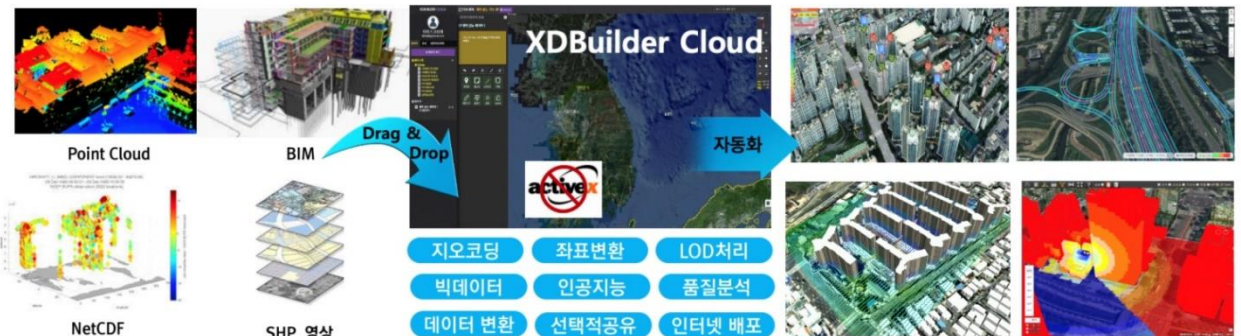 XDBuilder Cloud
Drag &
Drop
자동화
activex
Point Cloud
BIM
NetCDF
SHP, 영상
지오코딩
좌표변환
LOD처리
빅데이터
인공지능
품질분석
데이터 변환
선택적공유
인터넷 배포